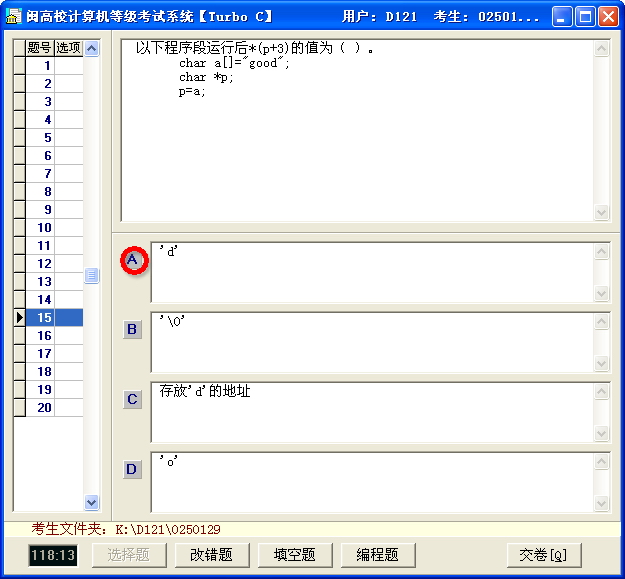 闽高校计算机等级考试系统【Turbo C】 用户: D121 考生: 02501...
题号 选项
1
2
3
4
5
6
7
8
9
10
11
12
13
14
15
16
17
18
19
20
以下程序段运行后*(p+3)的值为（ ）。
char a[]="good";
char *p;
p=a;
A 'd'
B '\0'
C 存放'd'的地址
D 'o'
考生文件夹: K:\D121\0250129
118:13 选择题 改错题 填空题 编程题 交卷[Q]